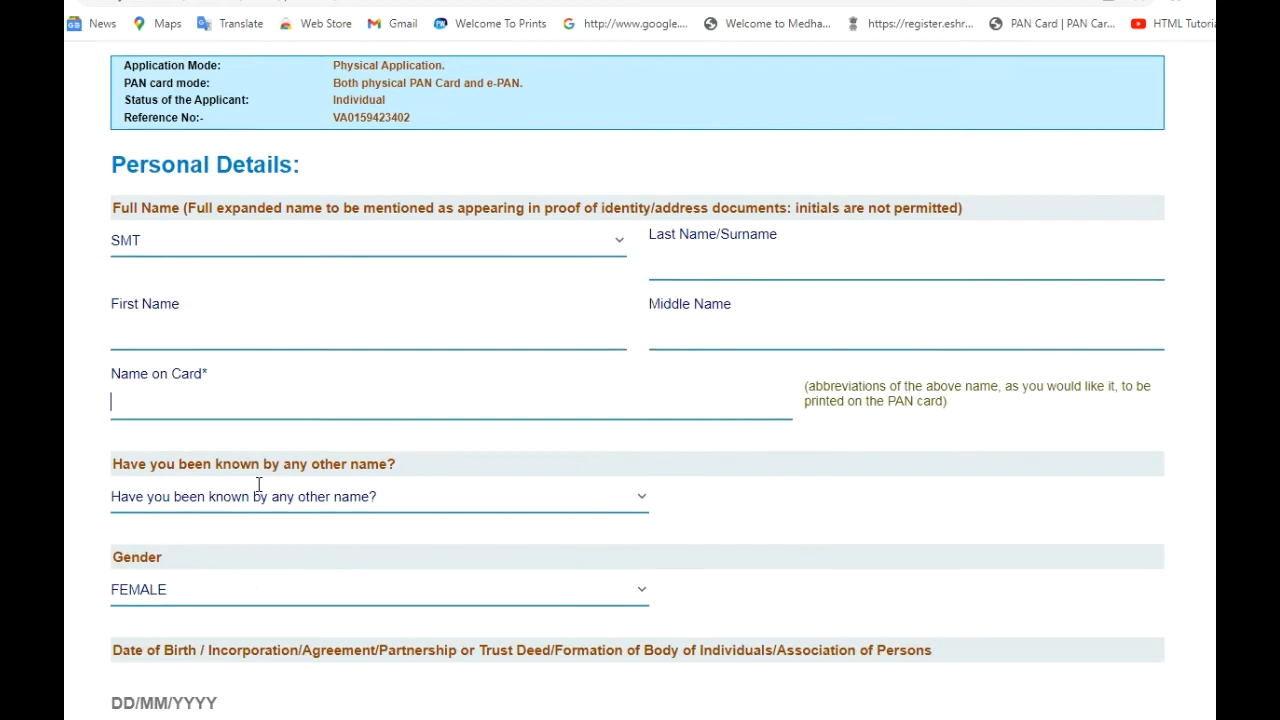 News Maps Translate Web Store Gmail Welcome To Prints http://www.google.... Welcome to Medha... https://register.eshr... PAN Card | PAN Car... HTML Tutori
Application Mode: Physical Application.
PAN card mode: Both physical PAN Card and e-PAN.
Status of the Applicant: Individual
Reference No:- VA0159423402
Personal Details:
Full Name (Full expanded name to be mentioned as appearing in proof of identity/address documents: initials are not permitted)
SMT
Last Name/Surname
First Name
Middle Name
Name on Card*
(abbreviations of the above name, as you would like it, to be
printed on the PAN card)
Have you been known by any other name?
Have you been known by any other name?
Gender
FEMALE
Date of Birth / Incorporation/Agreement/Partnership or Trust Deed/Formation of Body of Individuals/Association of Persons
DD/MM/YYYY